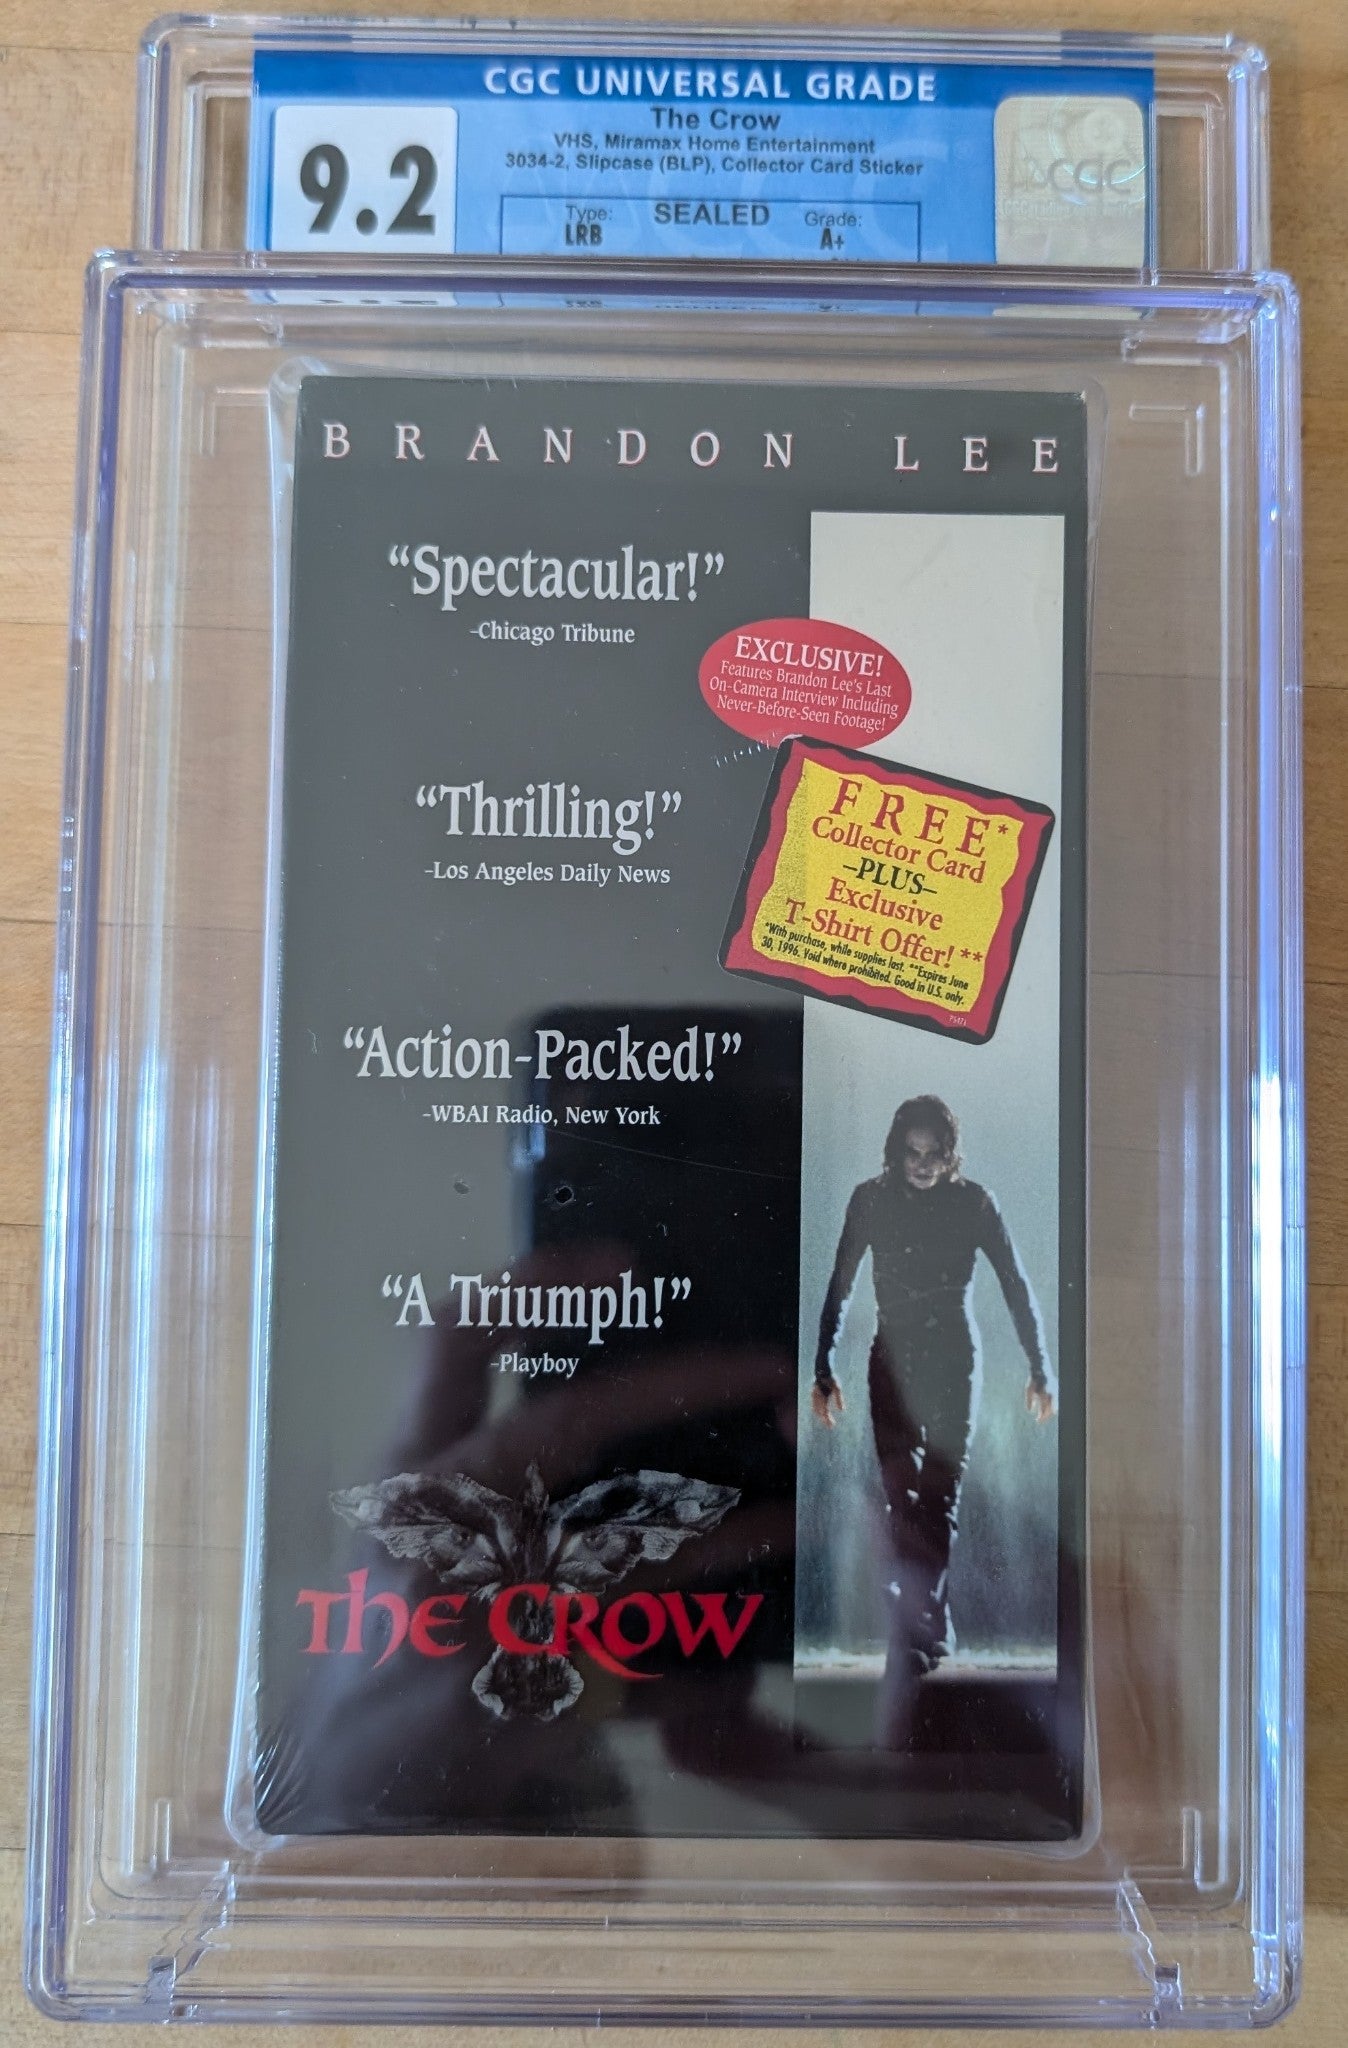 CGC UNIVERSAL GRADE
9.2
The Crow
VHS, Miramax Home Entertainment
3034-2, Slipcase (BLP), Collector Card Sticker
Type: SEALED Grade:
LRB A+
CGC
BRANDON LEE
“Spectacular!”
–Chicago Tribune
EXCLUSIVE!
Features Brandon Lee's Last
On-Camera Interview Including
Never-Before-Seen Footage!
FREE*
Collector Card
–PLUS–
Exclusive
T-Shirt Offer!**
*With purchase, while supplies last. **Expires June
30, 1996. Void where prohibited. Good in U.S. only.
“Thrilling!”
–Los Angeles Daily News
“Action-Packed!”
–WBAI Radio, New York
“A Triumph!”
–Playboy
The Crow